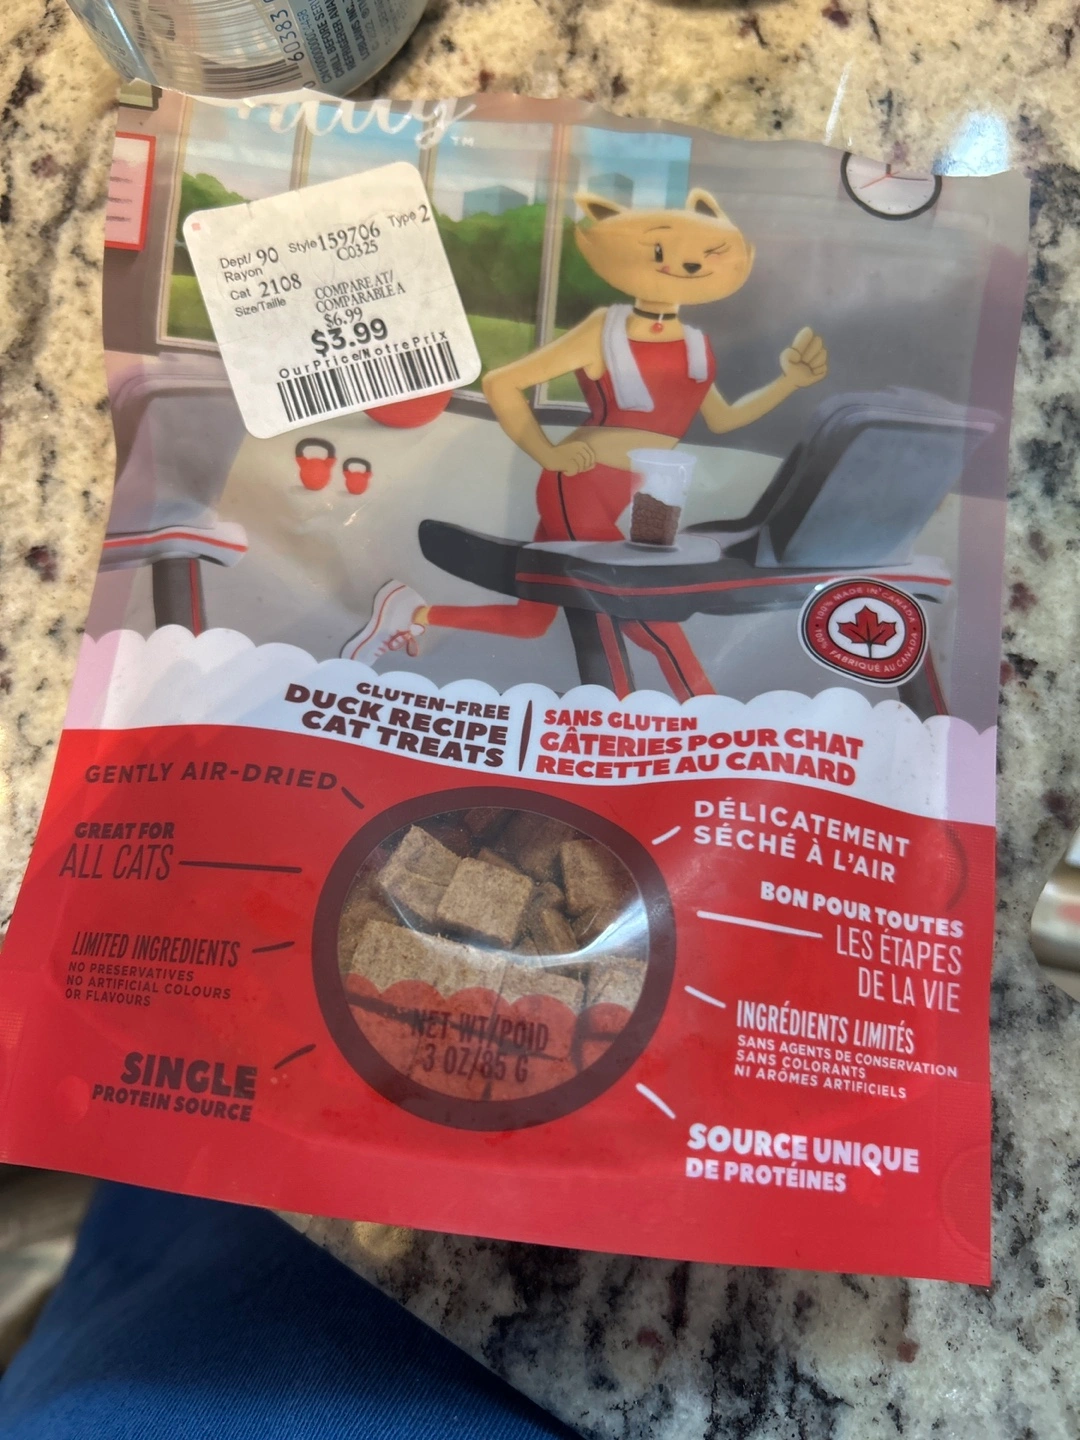 60383
TM
Dept/ 90 Style 159706 Type 2
Rayon C0325
Cat 2108
Size/Taille
COMPARE AT/
COMPARABLE A
$6.99
$3.99
OurPrice/NotrePrix
100% MADE IN CANADA
100% FABRIQUÉ AU CANADA
GLUTEN-FREE
DUCK RECIPE
CAT TREATS
SANS GLUTEN
GÂTERIES POUR CHAT
RECETTE AU CANARD
GENTLY AIR-DRIED
GREAT FOR
ALL CATS
LIMITED INGREDIENTS
NO PRESERVATIVES
NO ARTIFICIAL COLOURS
OR FLAVOURS
SINGLE
PROTEIN SOURCE
NET WT/POID
3 OZ/85 G
DÉLICATEMENT
SÉCHÉ À L'AIR
BON POUR TOUTES
LES ÉTAPES
DE LA VIE
INGRÉDIENTS LIMITÉS
SANS AGENTS DE CONSERVATION
SANS COLORANTS
NI ARÔMES ARTIFICIELS
SOURCE UNIQUE
DE PROTÉINES